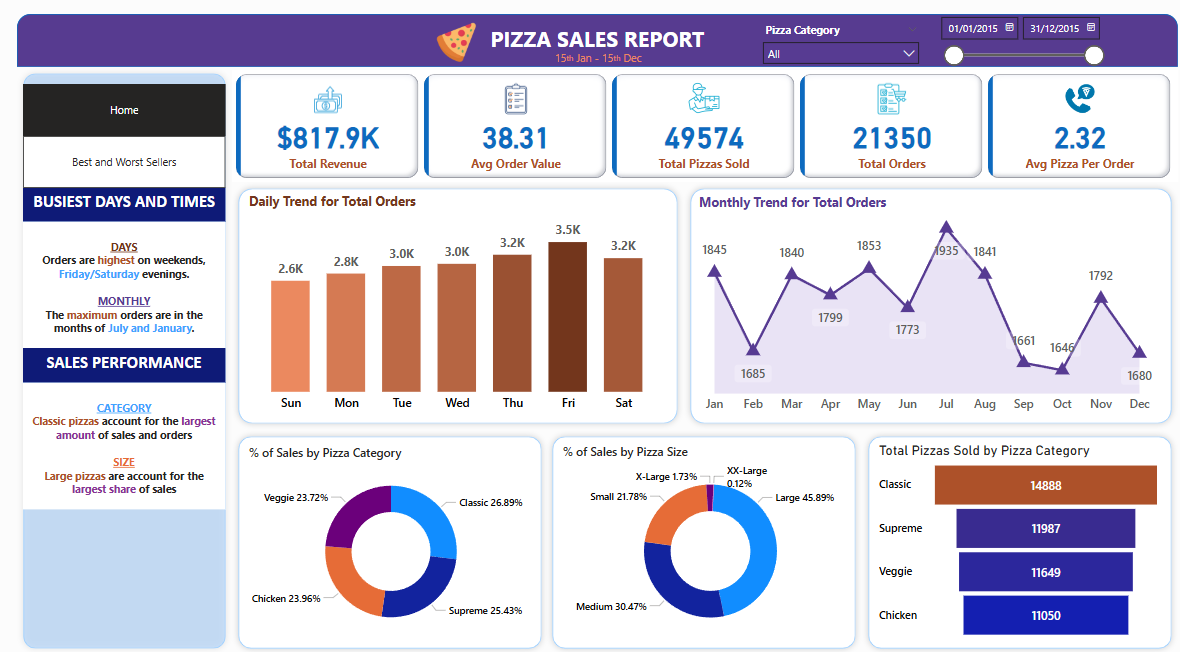 PIZZA SALES REPORT
15th Jan - 15th Dec
Pizza Category
All
01/01/2015
31/12/2015
Home
Best and Worst Sellers
BUSIEST DAYS AND TIMES
DAYS
Orders are highest on weekends,
Friday/Saturday evenings.
MONTHLY
The maximum orders are in the
months of July and January.
SALES PERFORMANCE
CATEGORY
Classic pizzas account for the largest
amount of sales and orders
SIZE
Large pizzas are account for the
largest share of sales
$817.9K
Total Revenue
38.31
Avg Order Value
49574
Total Pizzas Sold
21350
Total Orders
2.32
Avg Pizza Per Order
Daily Trend for Total Orders
2.6K
2.8K
3.0K
3.0K
3.2K
3.5K
3.2K
Sun
Mon
Tue
Wed
Thu
Fri
Sat
Monthly Trend for Total Orders
1845
1685
1840
1799
1853
1773
1935
1841
1661
1646
1792
1680
Jan
Feb
Mar
Apr
May
Jun
Jul
Aug
Sep
Oct
Nov
Dec
% of Sales by Pizza Category
Veggie 23.72%
Classic 26.89%
Chicken 23.96%
Supreme 25.43%
% of Sales by Pizza Size
X-Large 1.73%
XX-Large
0.12%
Small 21.78%
Large 45.89%
Medium 30.47%
Total Pizzas Sold by Pizza Category
Classic
14888
Supreme
11987
Veggie
11649
Chicken
11050